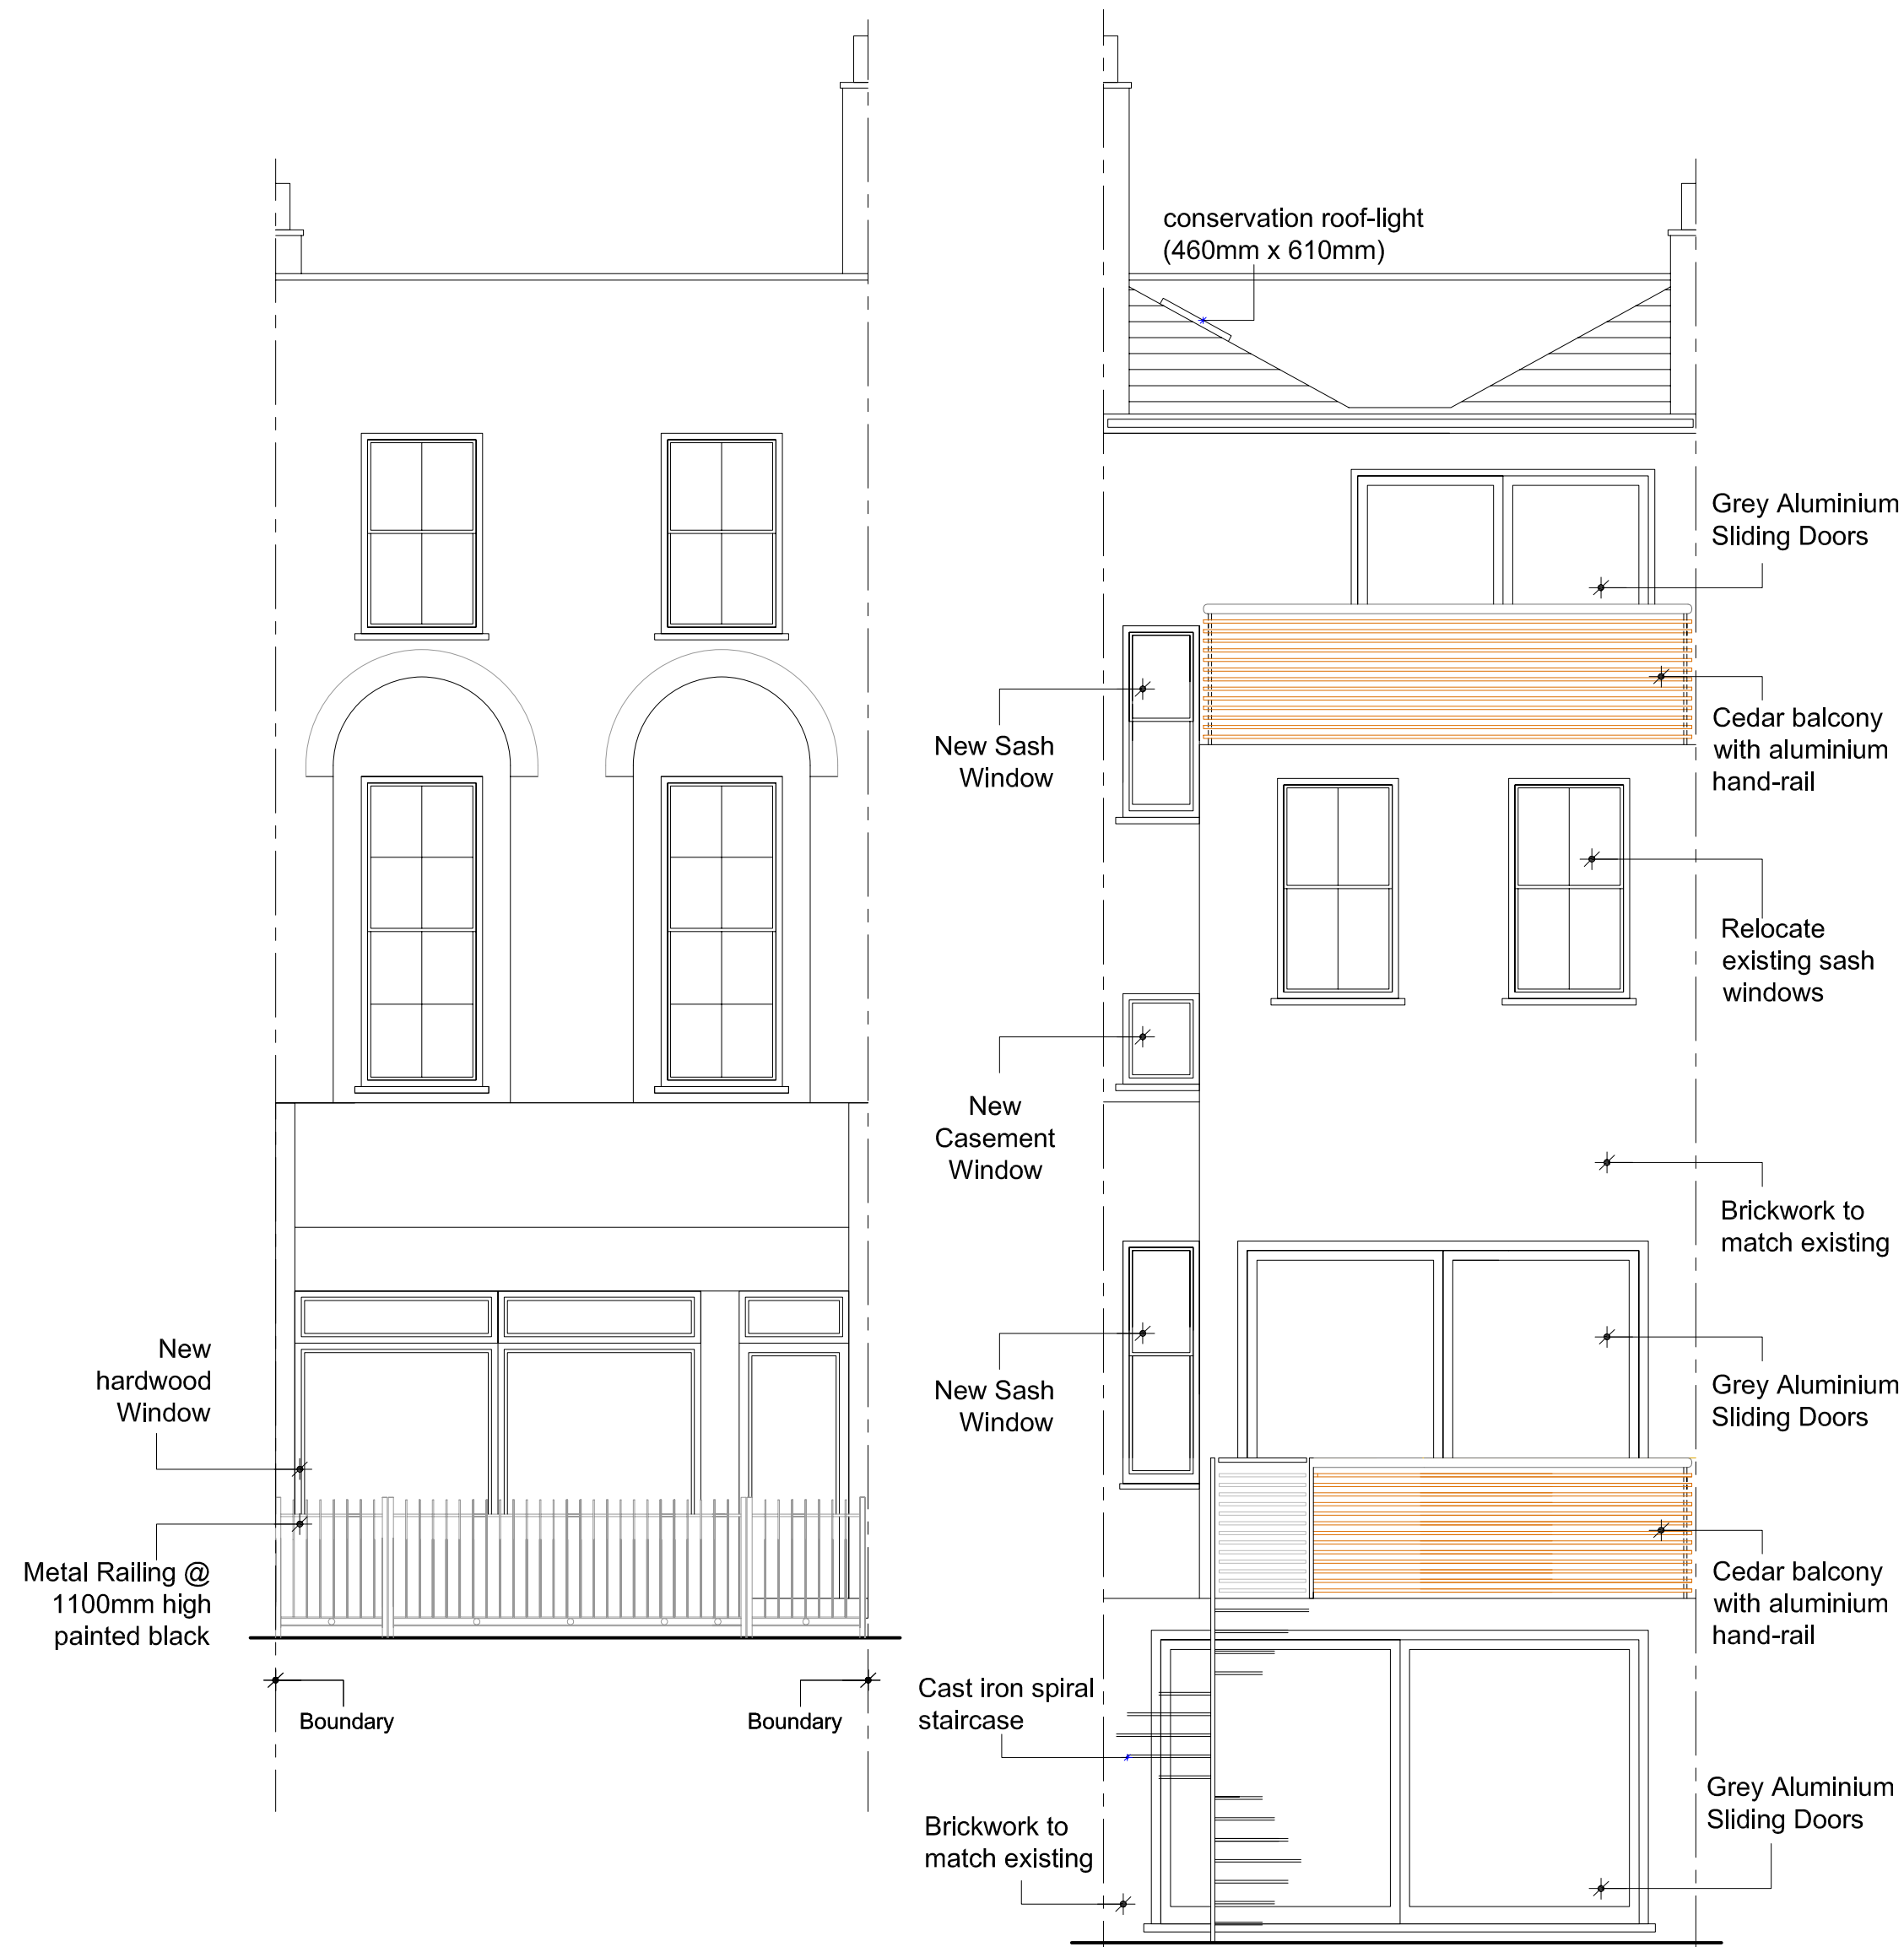 conservation roof-light
(460mm x 610mm)
Grey Aluminium
Sliding Doors
New Sash
Window
Cedar balcony
with aluminium
hand-rail
Relocate
existing sash
windows
New
Casement
Window
Brickwork to
match existing
New
hardwood
Window
New Sash
Window
Grey Aluminium
Sliding Doors
Metal Railing @
1100mm high
painted black
Cedar balcony
with aluminium
hand-rail
Boundary
Boundary
Cast iron spiral
staircase
Brickwork to
match existing
Grey Aluminium
Sliding Doors